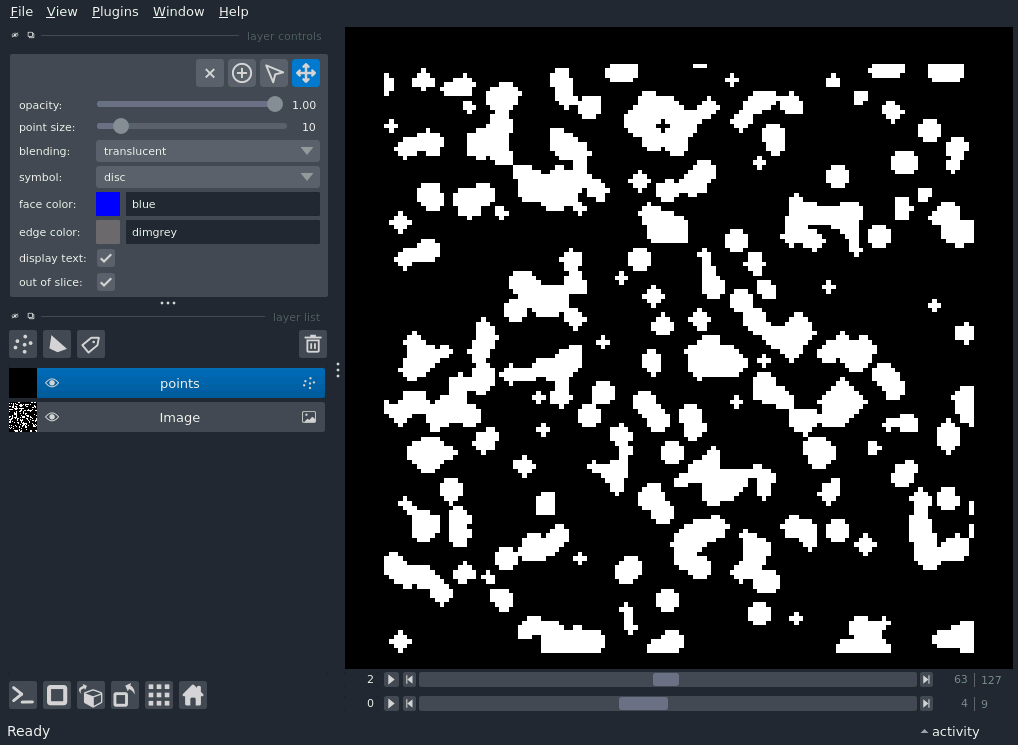 File View Plugins Window Help
layer controls
opacity: 1.00
point size: 10
blending: translucent
symbol: disc
face color: blue
edge color: dimgrey
display text:
out of slice:
layer list
points
Image
2 63 127
0 4 9
Ready activity